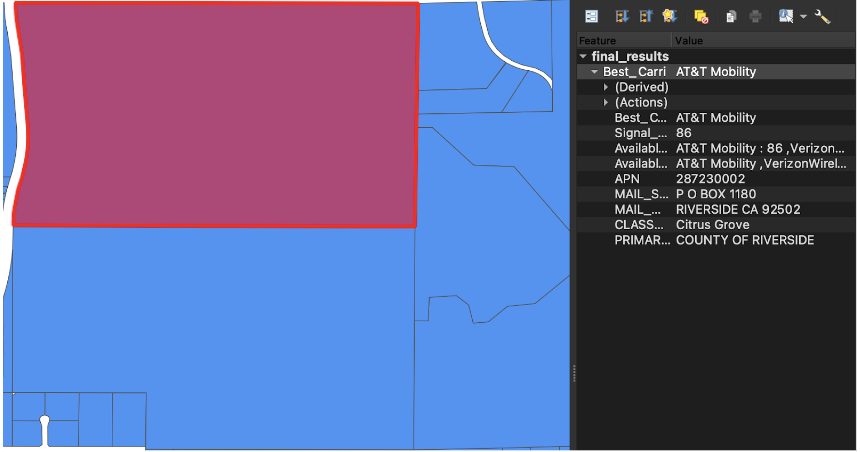 Feature Value
final_results
Best_Carri AT&T Mobility
(Derived)
(Actions)
Best_C... AT&T Mobility
Signal_... 86
Availabl... AT&T Mobility : 86 ,Verizon...
Availabl... AT&T Mobility ,VerizonWirel...
APN 287230002
MAIL_S... P O BOX 1180
MAIL_... RIVERSIDE CA 92502
CLASS... Citrus Grove
PRIMAR... COUNTY OF RIVERSIDE